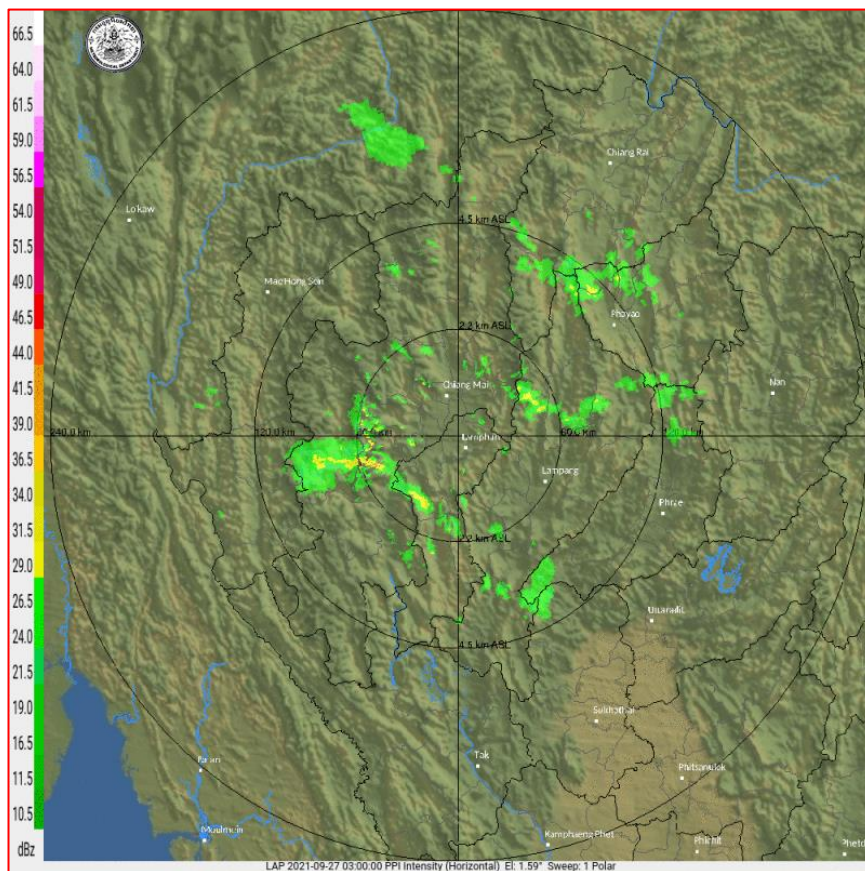 66.5
64.0
61.5
59.0
56.5
54.0
51.5
49.0
46.5
44.0
41.5
39.0
36.5
34.0
31.5
29.0
26.5
24.0
21.5
19.0
16.5
11.5
10.5
dBz
Chiang Rai
Loikaw
4.5 km ASL
Mae Hong Son
Phayao
2.2 km ASL
Chiang Mai
Nan
240.0 km
120.0 km
60.0 km
Lamphun
Lampang
Phrae
2.2 km ASL
4.5 km ASL
Sukhothai
Tak
Phitsanulok
Moulmein
Kamphaeng Phet
Phichit
LAP 2021-09-27 03:00:00 PPI Intensity (Horizontal) El: 1.59° Sweep: 1 Polar